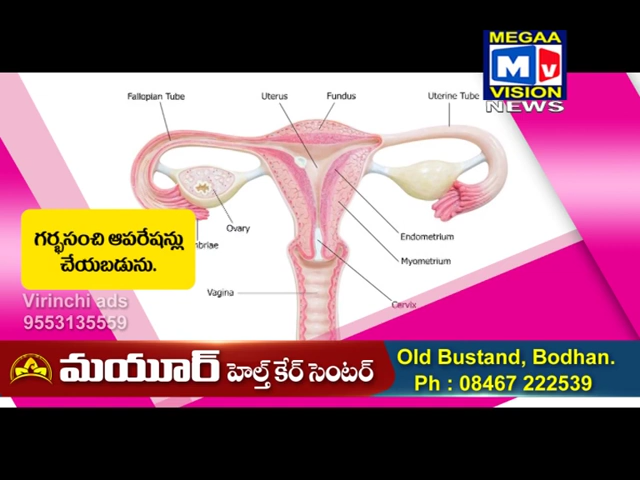 MEGAA
MV
VISION
NEWS
Fallopian Tube
Uterus
Fundus
Uterine Tube
Ovary
briae
Endometrium
Myometrium
Vagina
Cervix
గర్భసంచి ఆపరేషన్లు
చేయబడును.
Virinchi ads
9553135559
మయూర్ హెల్త్ కేర్ సెంటర్
Old Bustand, Bodhan.
Ph : 08467 222539